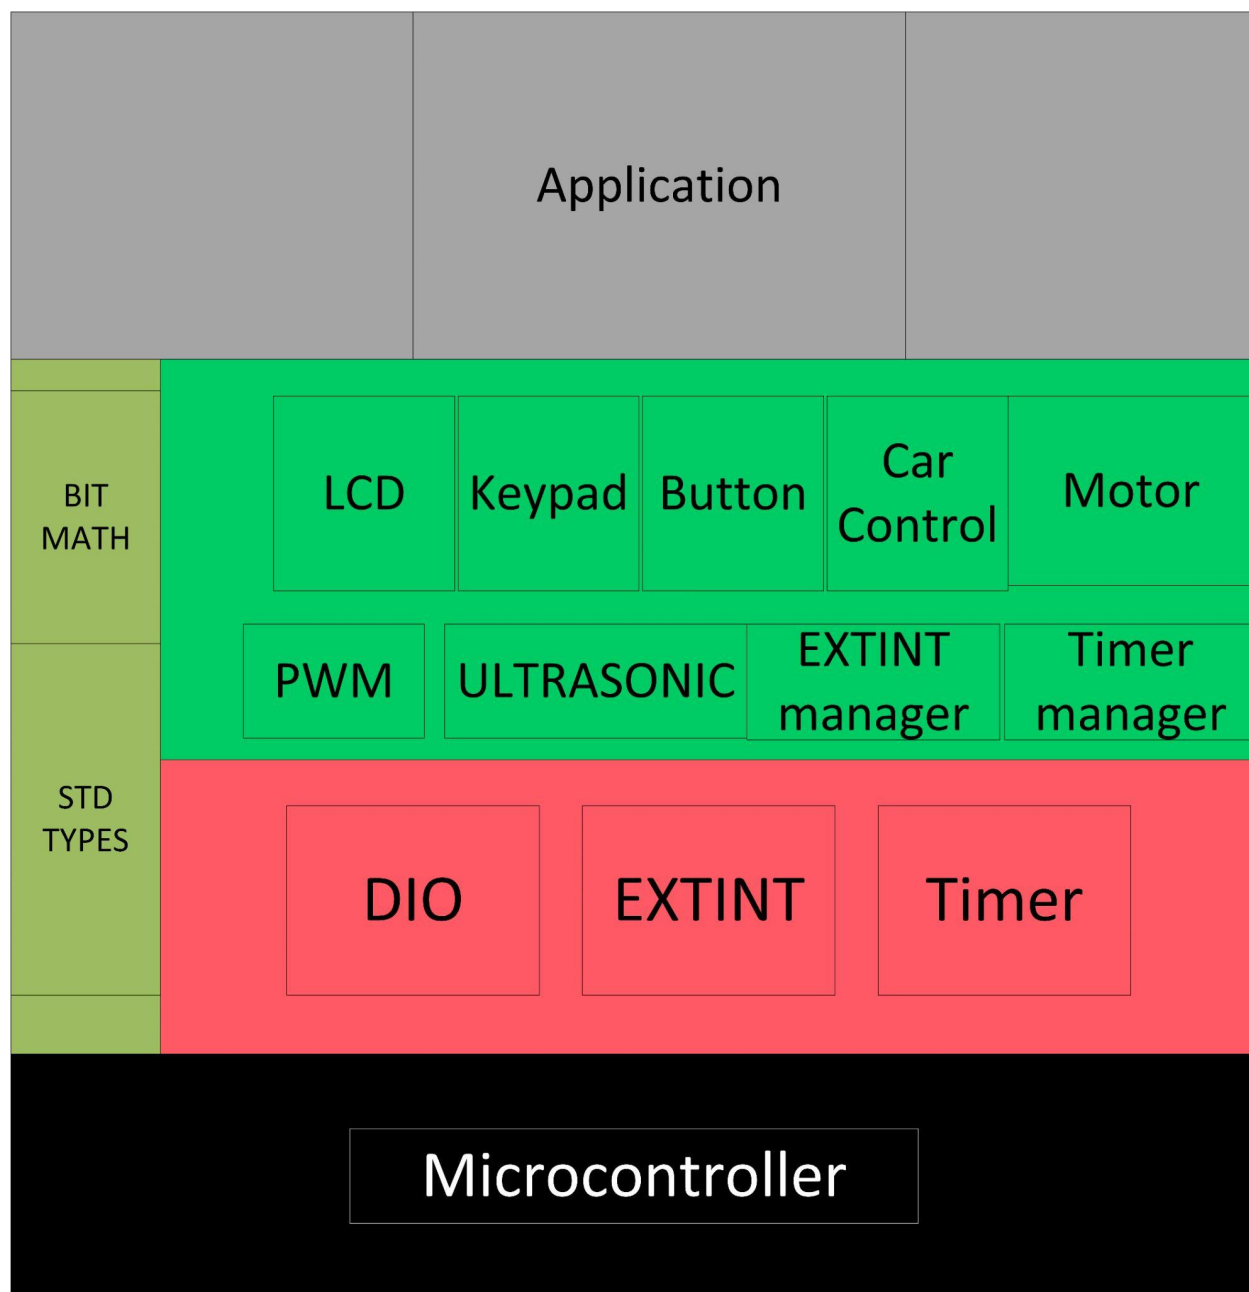 Application
BIT
MATH
LCD
Keypad
Button
Car
Control
Motor
PWM
ULTRASONIC
EXTINT
manager
Timer
manager
STD
TYPES
DIO
EXTINT
Timer
Microcontroller